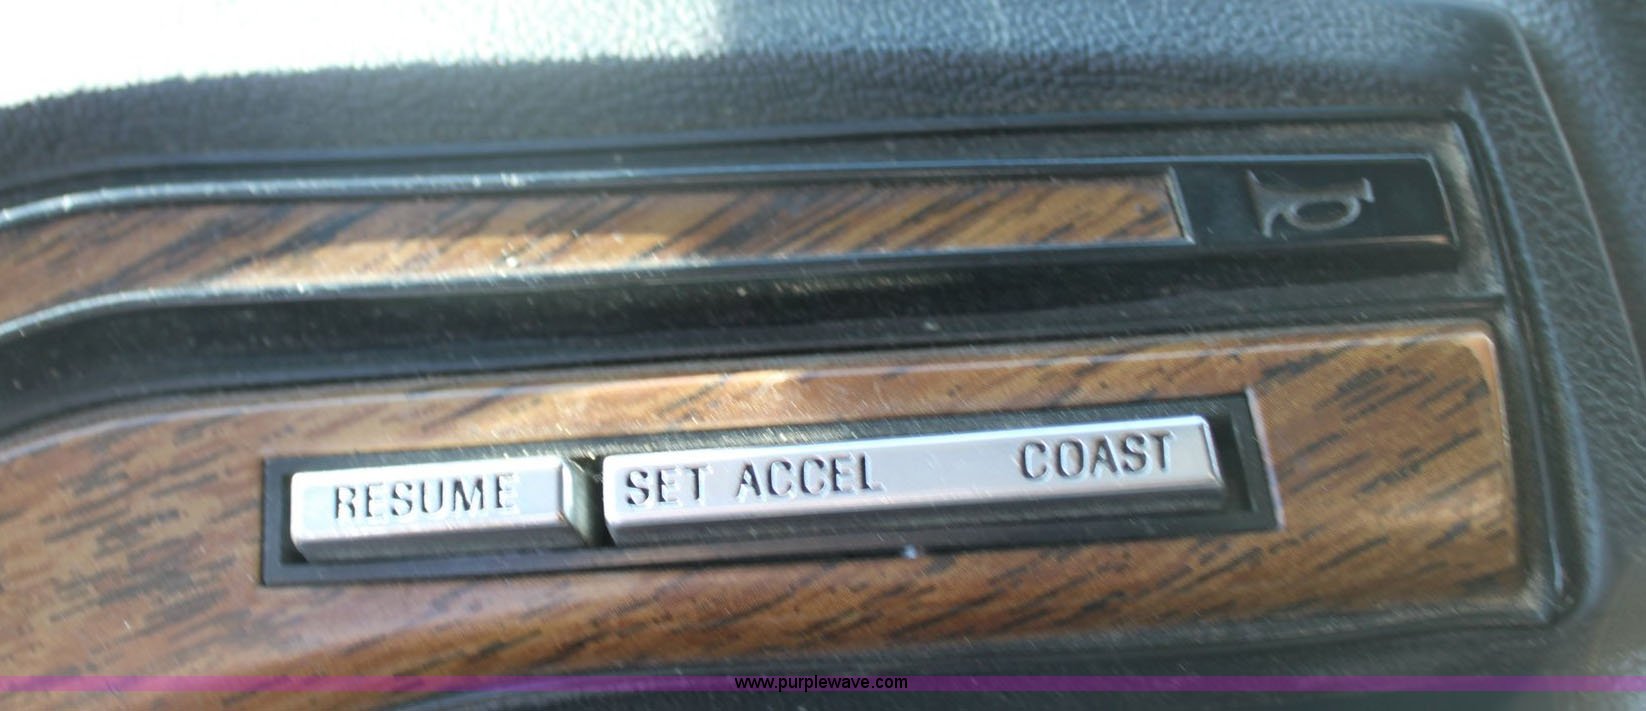 RESUME SET ACCEL COAST
www.purplewave.com